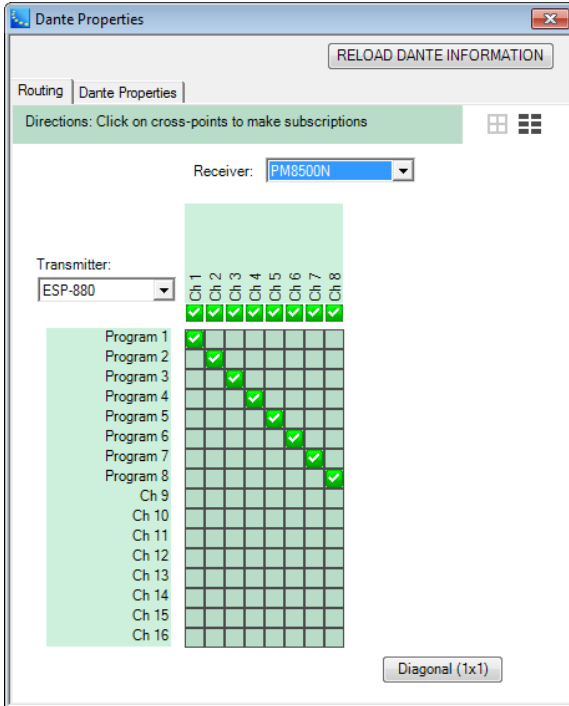 Dante Properties
RELOAD DANTE INFORMATION
Routing
Dante Properties
Directions: Click on cross-points to make subscriptions
Receiver: PM8500N
Transmitter:
ESP-880
Ch 1
Ch 2
Ch 3
Ch 4
Ch 5
Ch 6
Ch 7
Ch 8
Program 1
Program 2
Program 3
Program 4
Program 5
Program 6
Program 7
Program 8
Ch 9
Ch 10
Ch 11
Ch 12
Ch 13
Ch 14
Ch 15
Ch 16
Diagonal (1x1)